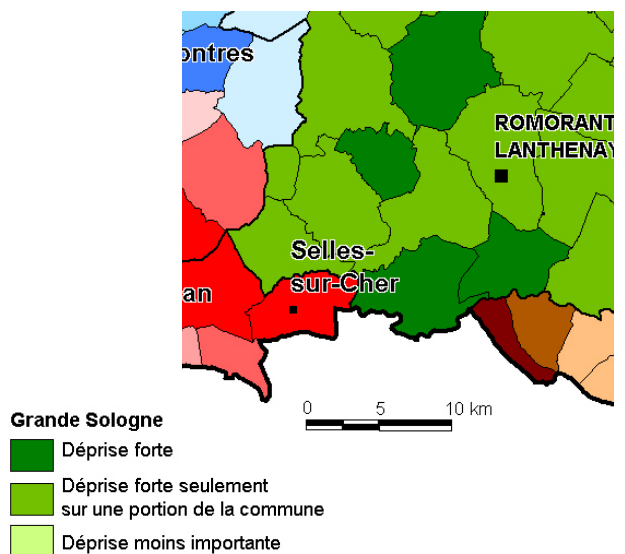 ontres
ROMORANT
LANTHENAY
Selles-
sur-Cher
an
0 5 10 km
Grande Sologne
Déprise forte
Déprise forte seulement
sur une portion de la commune
Déprise moins importante